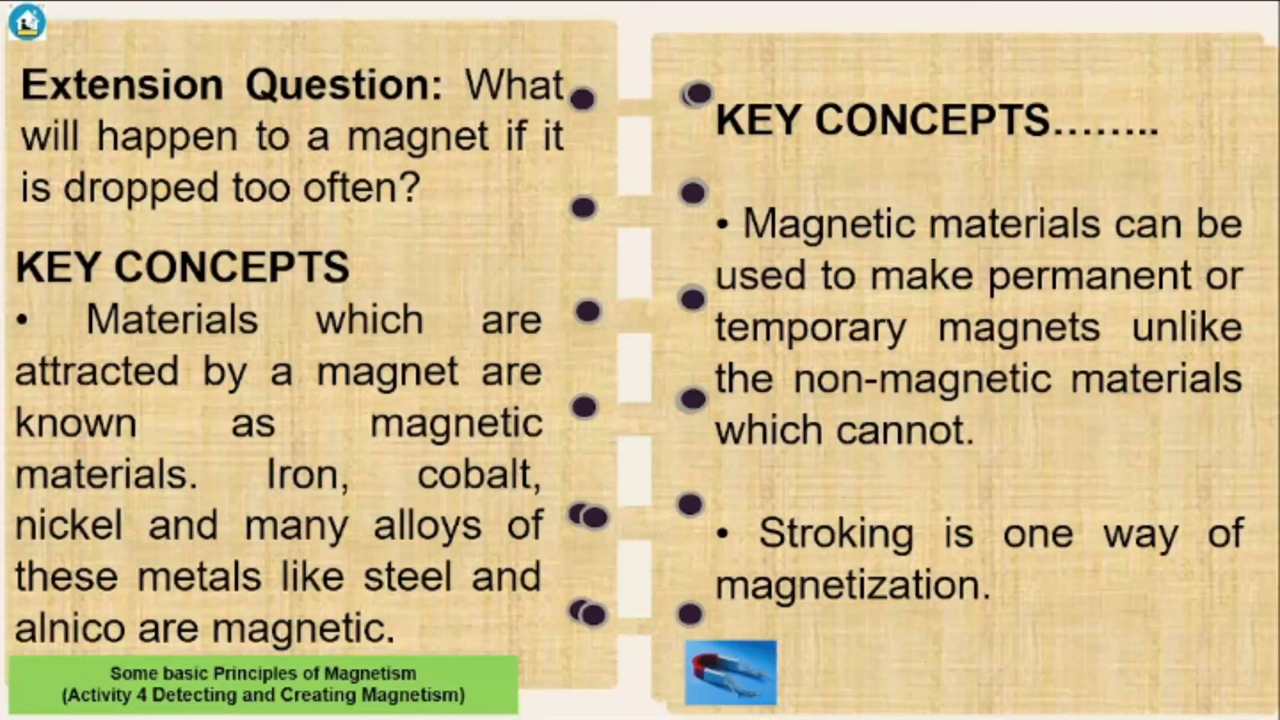 Extension Question: What
will happen to a magnet if it
is dropped too often?
KEY CONCEPTS
• Materials which are
attracted by a magnet are
known as magnetic
materials. Iron, cobalt,
nickel and many alloys of
these metals like steel and
alnico are magnetic.
Some basic Principles of Magnetism
(Activity 4 Detecting and Creating Magnetism)
KEY CONCEPTS……..
• Magnetic materials can be
used to make permanent or
temporary magnets unlike
the non-magnetic materials
which cannot.
• Stroking is one way of
magnetization.